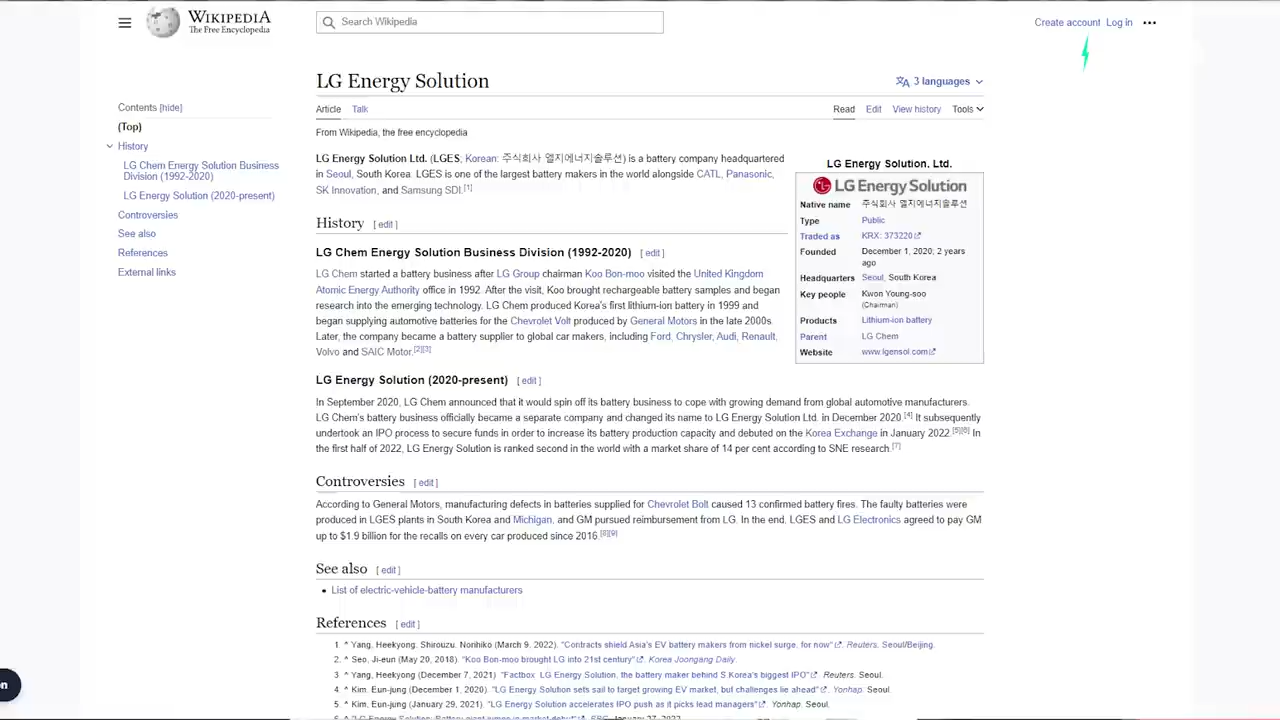 WIKIPEDIA
The Free Encyclopedia
Search Wikipedia
Create account Log in
LG Energy Solution
3 languages
Article Talk
Read Edit View history Tools
From Wikipedia, the free encyclopedia
Contents [hide]
(Top)
History
LG Chem Energy Solution Business
Division (1992-2020)
LG Energy Solution (2020-present)
Controversies
See also
References
External links
LG Energy Solution Ltd. (LGES, Korean: 주식회사 엘지에너지솔루션) is a battery company headquartered
in Seoul, South Korea. LGES is one of the largest battery makers in the world alongside CATL, Panasonic,
SK Innovation, and Samsung SDI.[1]
LG Energy Solution, Ltd.
LG Energy Solution
Native name 주식회사 엘지에너지솔루션
Type Public
Traded as KRX: 373220
Founded December 1, 2020; 2 years
ago
Headquarters Seoul, South Korea
Key people Kwon Young-soo
(Chairman)
Products Lithium-ion battery
Parent LG Chem
Website www.lgensol.com
History [ edit ]
LG Chem Energy Solution Business Division (1992-2020) [ edit ]
LG Chem started a battery business after LG Group chairman Koo Bon-moo visited the United Kingdom
Atomic Energy Authority office in 1992. After the visit, Koo brought rechargeable battery samples and began
research into the emerging technology. LG Chem produced Korea's first lithium-ion battery in 1999 and
began supplying automotive batteries for the Chevrolet Volt produced by General Motors in the late 2000s.
Later, the company became a battery supplier to global car makers, including Ford, Chrysler, Audi, Renault,
Volvo and SAIC Motor.[2][3]
LG Energy Solution (2020-present) [ edit ]
In September 2020, LG Chem announced that it would spin off its battery business to cope with growing demand from global automotive manufacturers.
LG Chem's battery business officially became a separate company and changed its name to LG Energy Solution Ltd. in December 2020.[4] It subsequently
undertook an IPO process to secure funds in order to increase its battery production capacity and debuted on the Korea Exchange in January 2022.[5][6] In
the first half of 2022, LG Energy Solution is ranked second in the world with a market share of 14 per cent according to SNE research.[7]
Controversies [ edit ]
According to General Motors, manufacturing defects in batteries supplied for Chevrolet Bolt caused 13 confirmed battery fires. The faulty batteries were
produced in LGES plants in South Korea and Michigan, and GM pursued reimbursement from LG. In the end, LGES and LG Electronics agreed to pay GM
up to $1.9 billion for the recalls on every car produced since 2016.[8][9]
See also [ edit ]
• List of electric-vehicle-battery manufacturers
References [ edit ]
1. ^ Yang, Heekyong, Shirouzu, Norihiko (March 9, 2022). "Contracts shield Asia's EV battery makers from nickel surge, for now". Reuters. Seoul/Beijing.
2. ^ Seo, Ji-eun (May 20, 2018). "Koo Bon-moo brought LG into 21st century". Korea Joongang Daily.
3. ^ Yang, Heekyong (December 7, 2021). "Factbox: LG Energy Solution, the battery maker behind S.Korea's biggest IPO". Reuters. Seoul.
4. ^ Kim, Eun-jung (December 1, 2020). "LG Energy Solution sets sail to target growing EV market, but challenges lie ahead". Yonhap. Seoul.
5. ^ Kim, Eun-jung (January 29, 2021). "LG Energy Solution accelerates IPO push as it picks lead managers". Yonhap. Seoul.
on